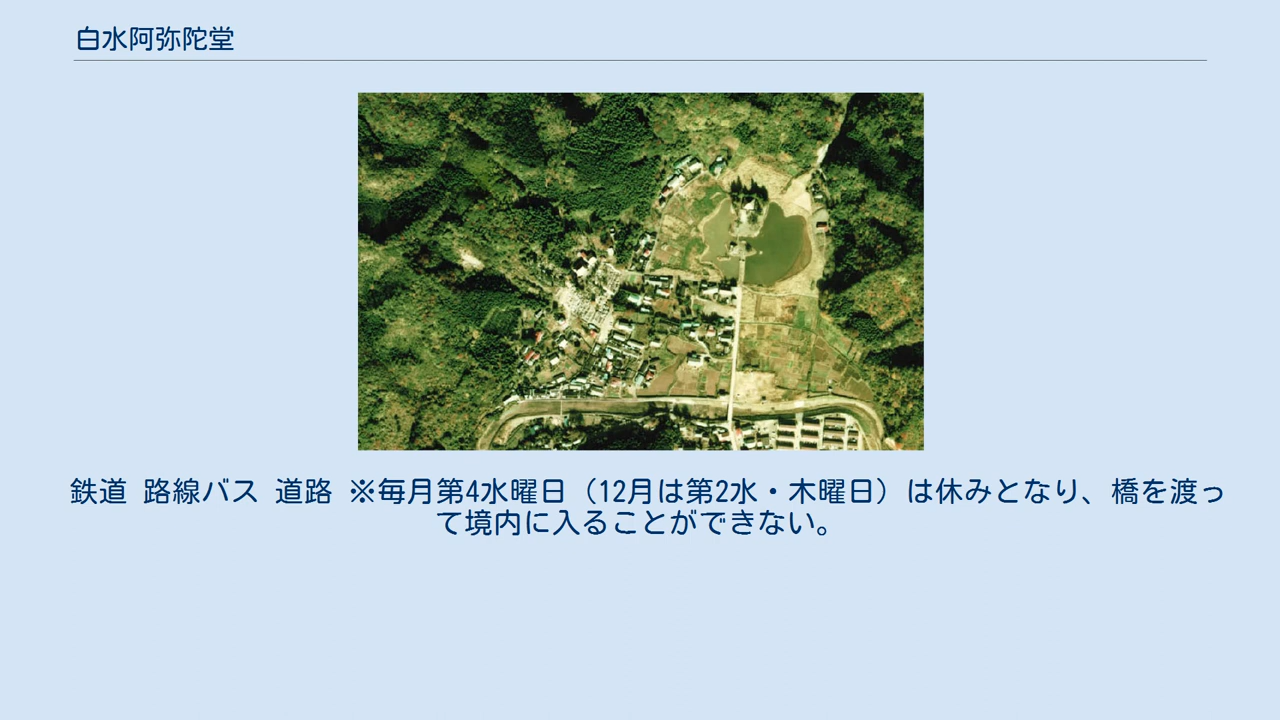 白水阿弥陀堂
鉄道 路線バス 道路 ※毎月第4水曜日（12月は第2水・木曜日）は休みとなり、橋を渡っ
て境内に入ることができない。